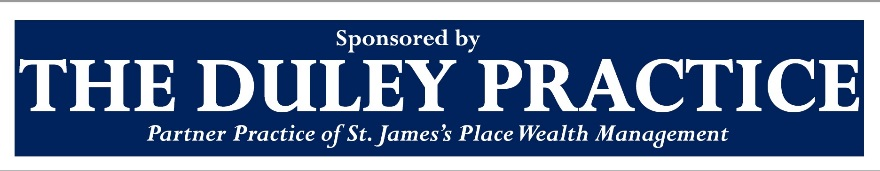 Sponsored by
THE DULEY PRACTICE
Partner Practice of St. James's Place Wealth Management